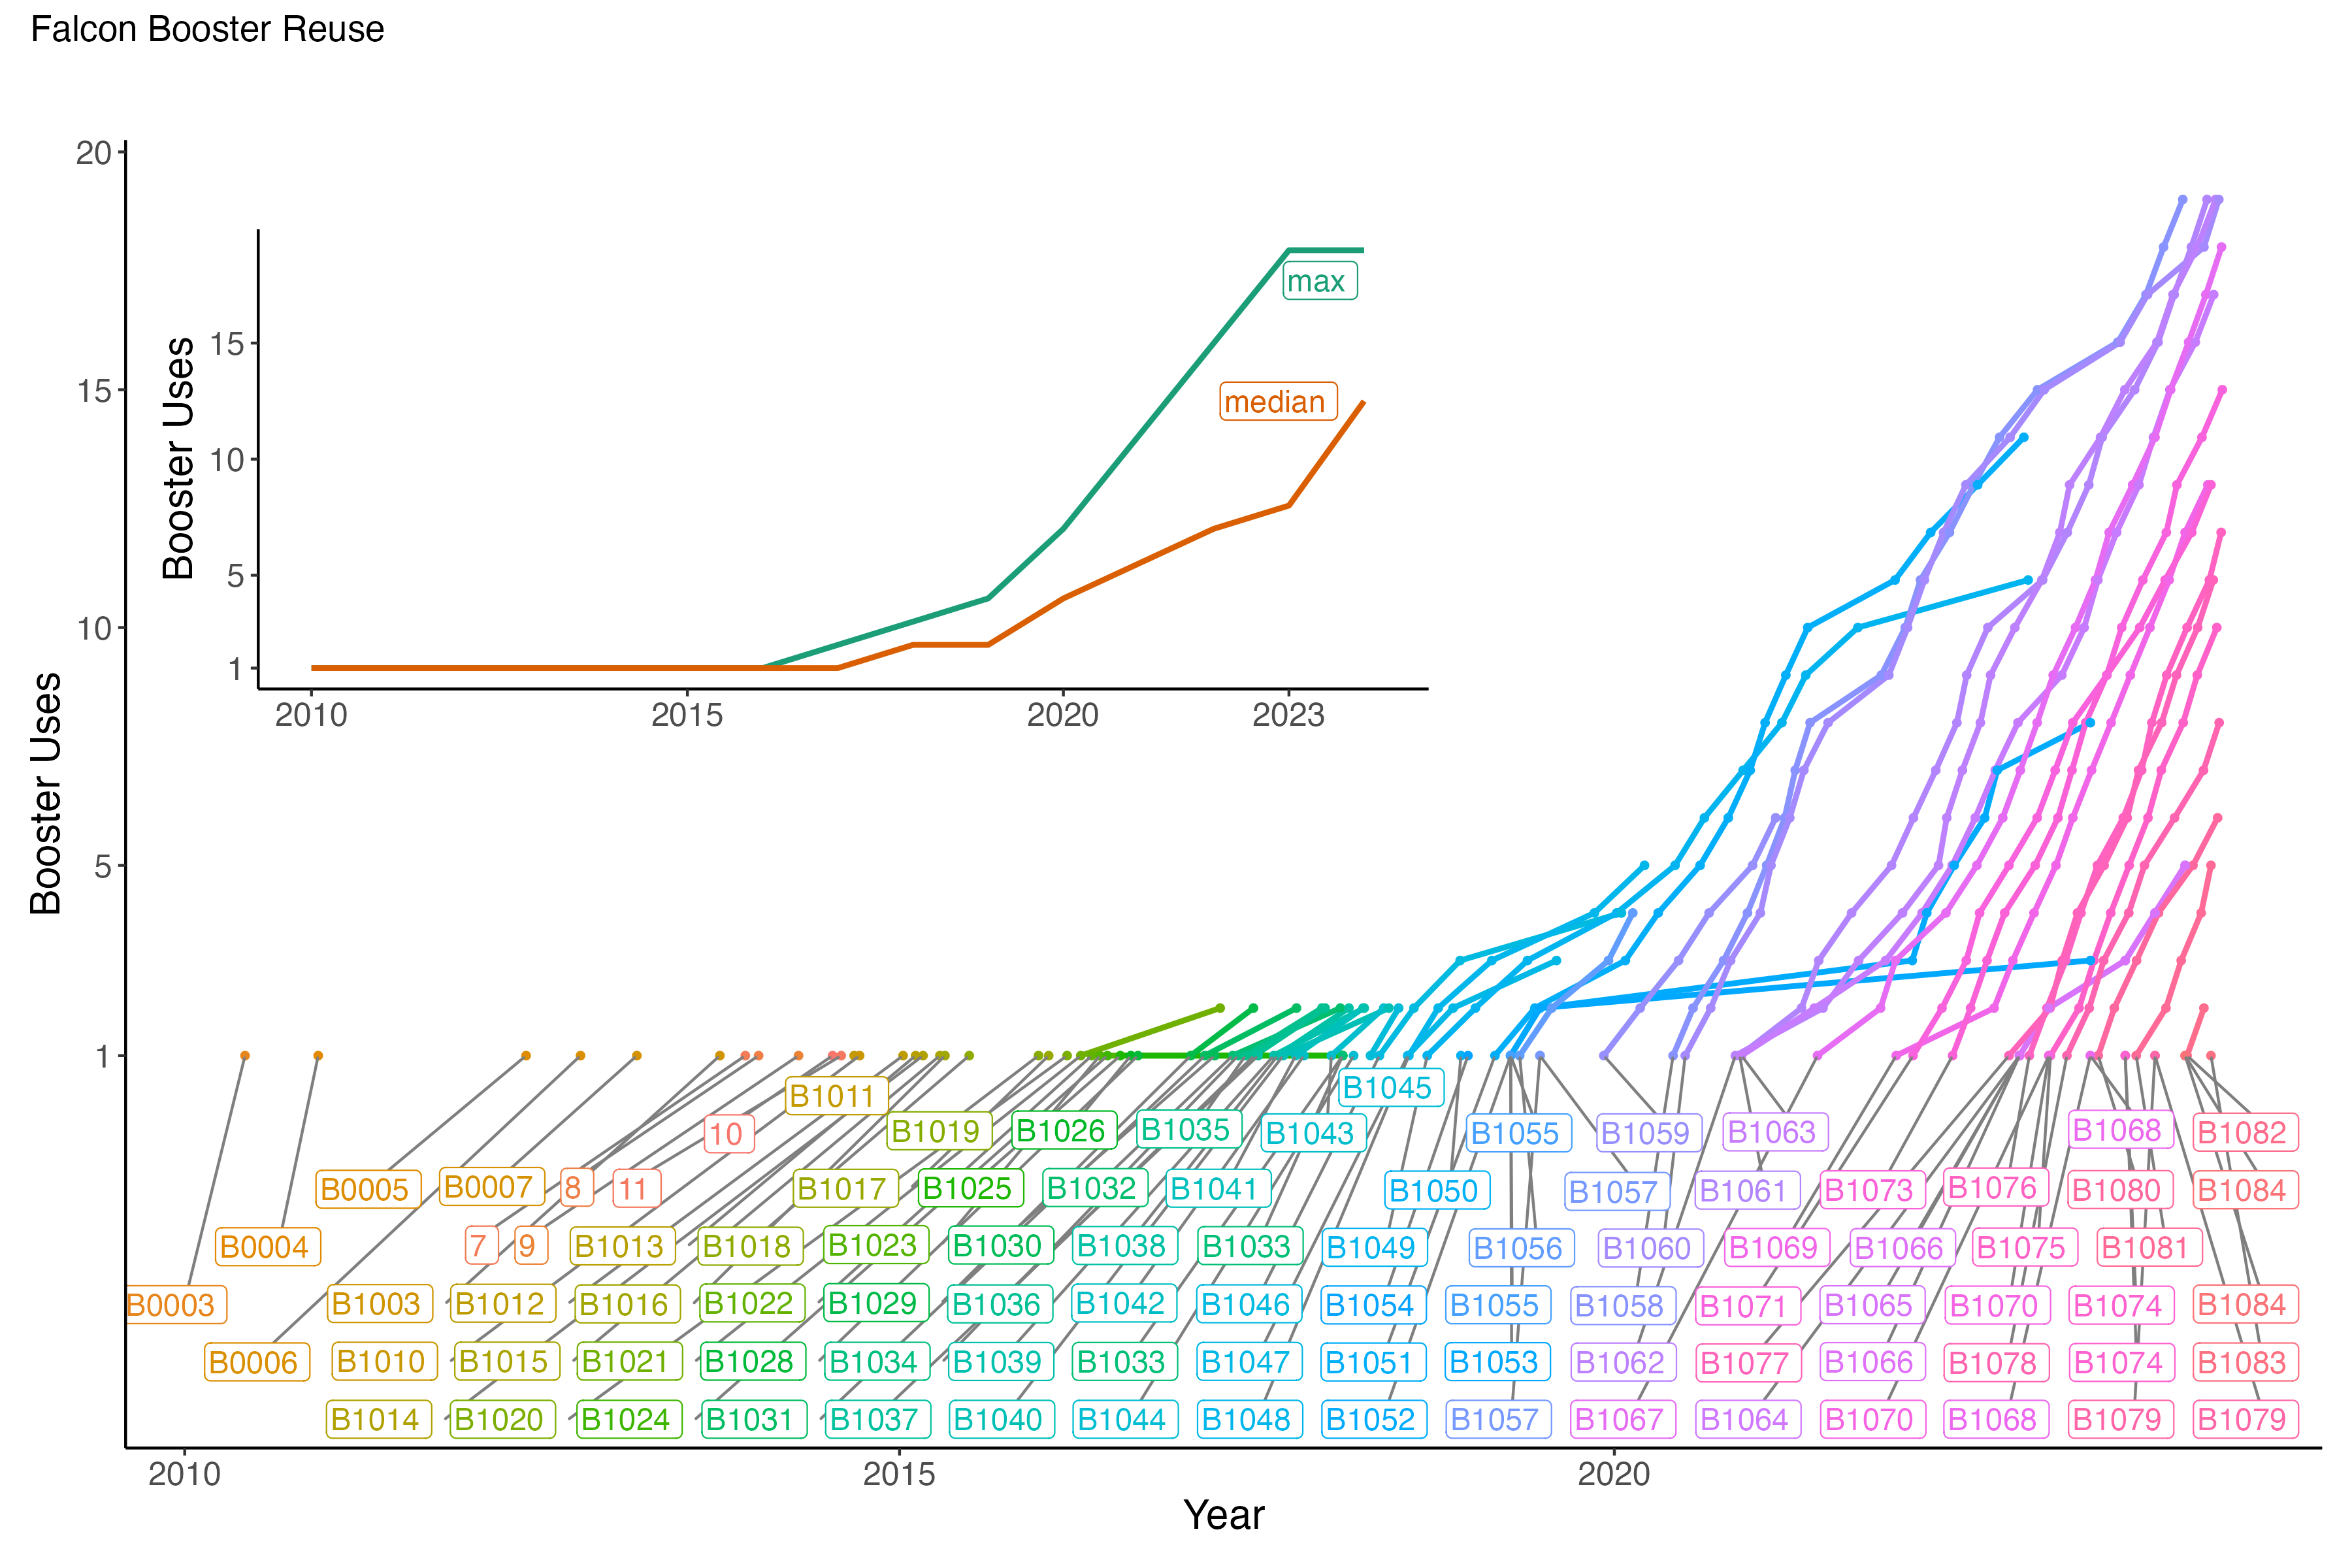 Falcon Booster Reuse
20
15
10
5
1
Booster Uses
15
10
5
1
Booster Uses
max
median
2010 2015 2020 2023
B1045
B1011
10 B1019 B1026 B1035 B1043 B1055 B1059 B1063 B1068 B1082
B0005 B0007 8 11 B1017 B1025 B1032 B1041 B1050 B1057 B1061 B1073 B1076 B1080 B1084
B0004 7 9 B1013 B1018 B1023 B1030 B1038 B1033 B1049 B1056 B1060 B1069 B1066 B1075 B1081
B0003 B1003 B1012 B1016 B1022 B1029 B1036 B1042 B1046 B1054 B1055 B1058 B1071 B1065 B1070 B1074 B1084
B0006 B1010 B1015 B1021 B1028 B1034 B1039 B1033 B1047 B1051 B1053 B1062 B1077 B1066 B1078 B1074 B1083
B1014 B1020 B1024 B1031 B1037 B1040 B1044 B1048 B1052 B1057 B1067 B1064 B1070 B1068 B1079 B1079
2010 2015 2020
Year